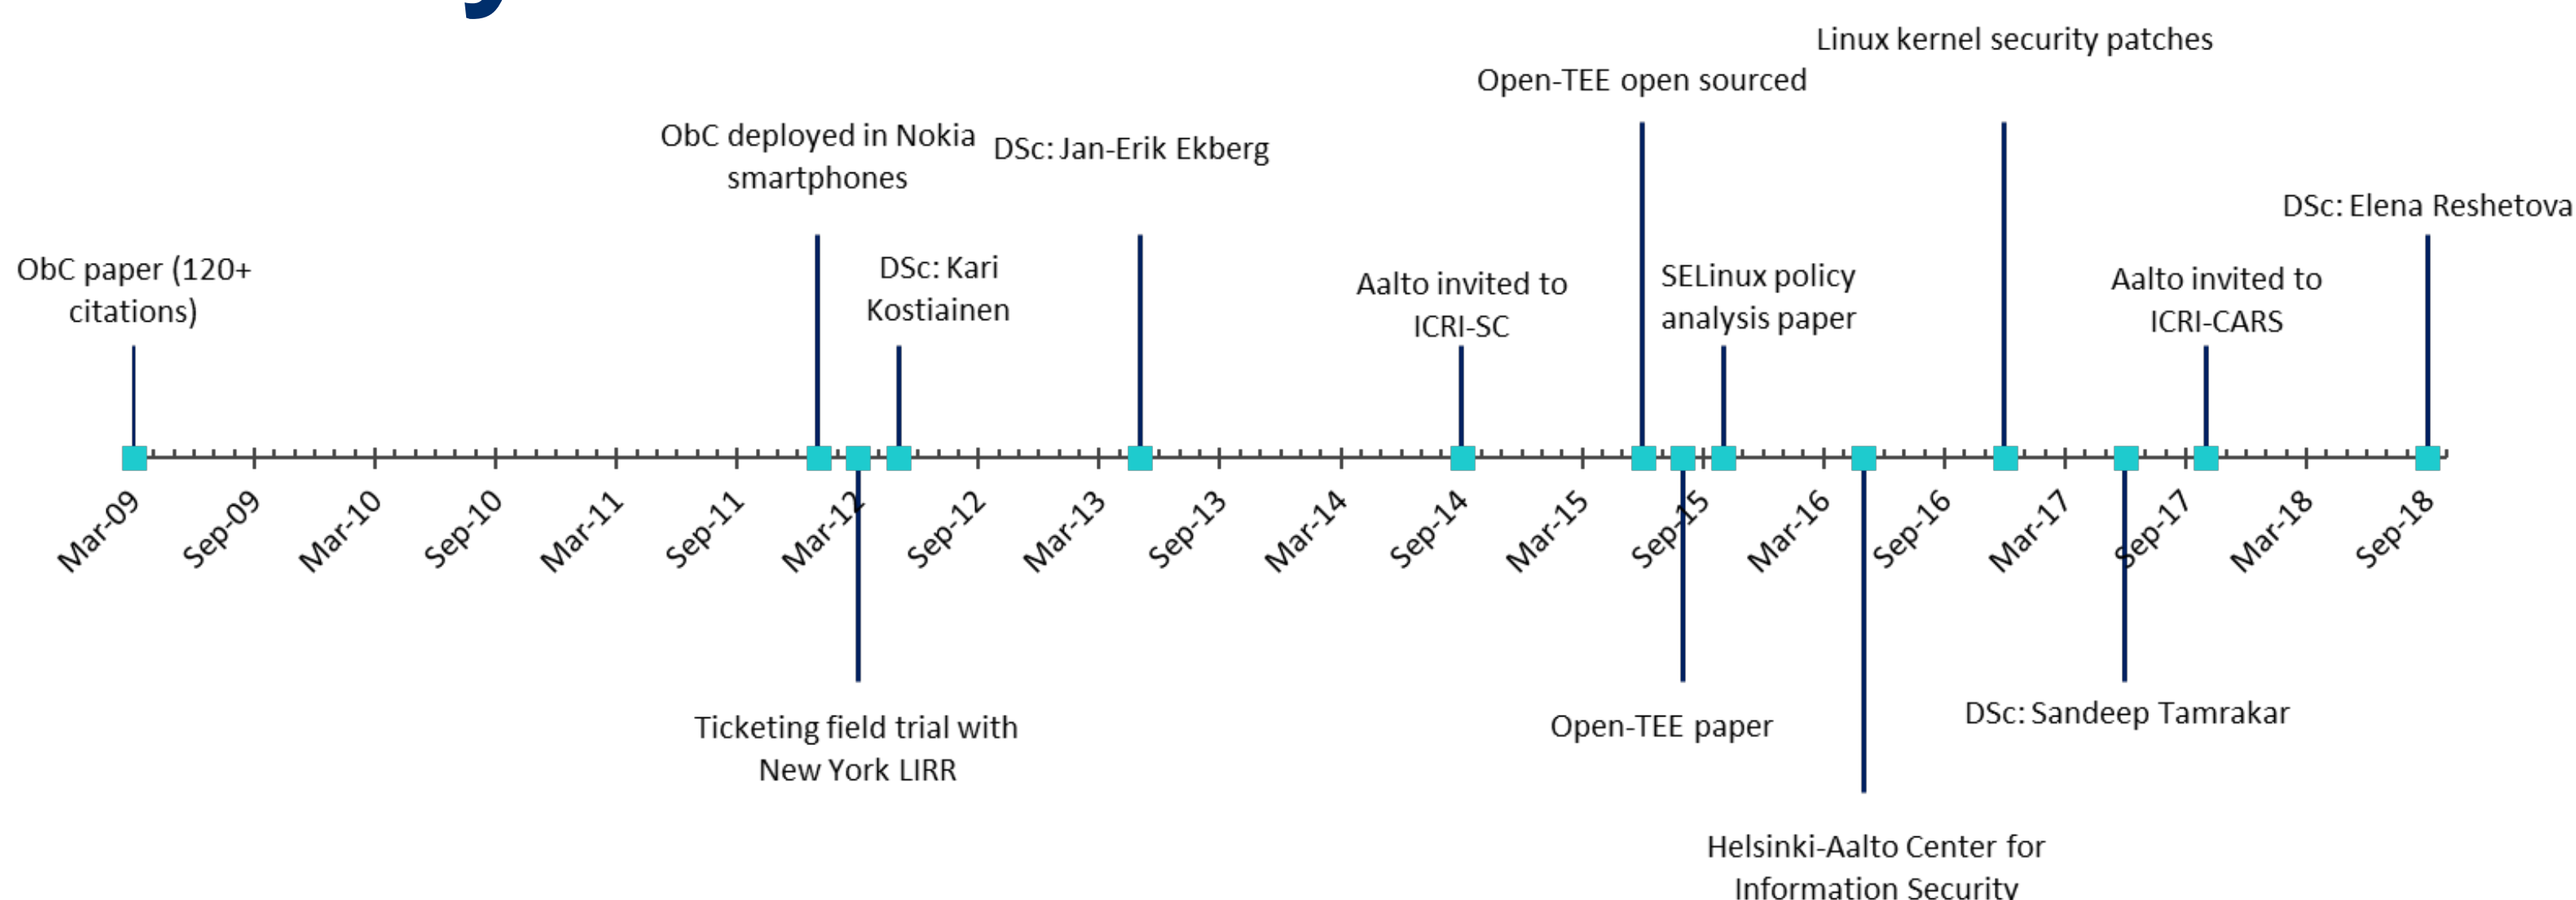 Linux kernel security patches
Open-TEE open sourced
ObC deployed in Nokia
smartphones
DSc: Jan-Erik Ekberg
DSc: Elena Reshetova
ObC paper (120+
citations)
DSc: Kari
Kostiainen
Aalto invited to
ICRI-SC
SELinux policy
analysis paper
Aalto invited to
ICRI-CARS
Mar-09
Sep-09
Mar-10
Sep-10
Mar-11
Sep-11
Mar-12
Sep-12
Mar-13
Sep-13
Mar-14
Sep-14
Mar-15
Sep-15
Mar-16
Sep-16
Mar-17
Sep-17
Mar-18
Sep-18
Ticketing field trial with
New York LIRR
Open-TEE paper
DSc: Sandeep Tamrakar
Helsinki-Aalto Center for
Information Security